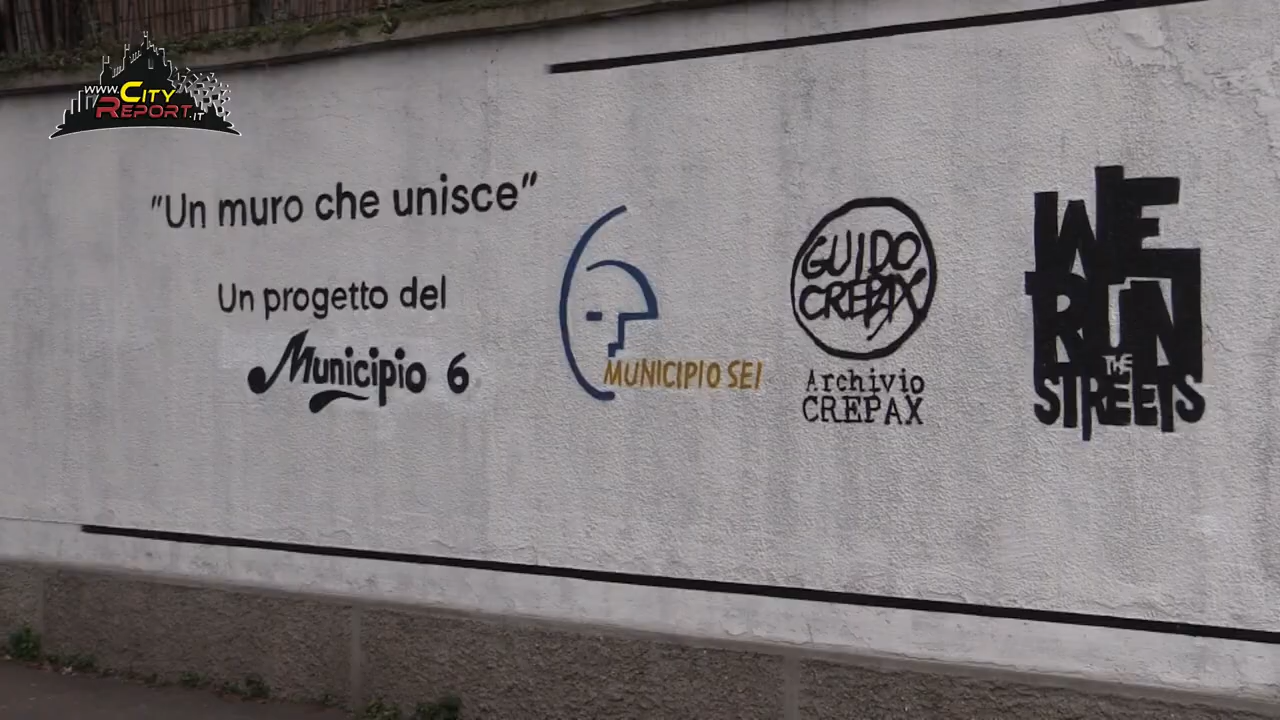 www.CITY
REPORT.IT
"Un muro che unisce"
Un progetto del
Municipio 6
MUNICIPIO SEI
GUIDO
CREPAX
Archivio
CREPAX
WE
RUN
THE
STREETS